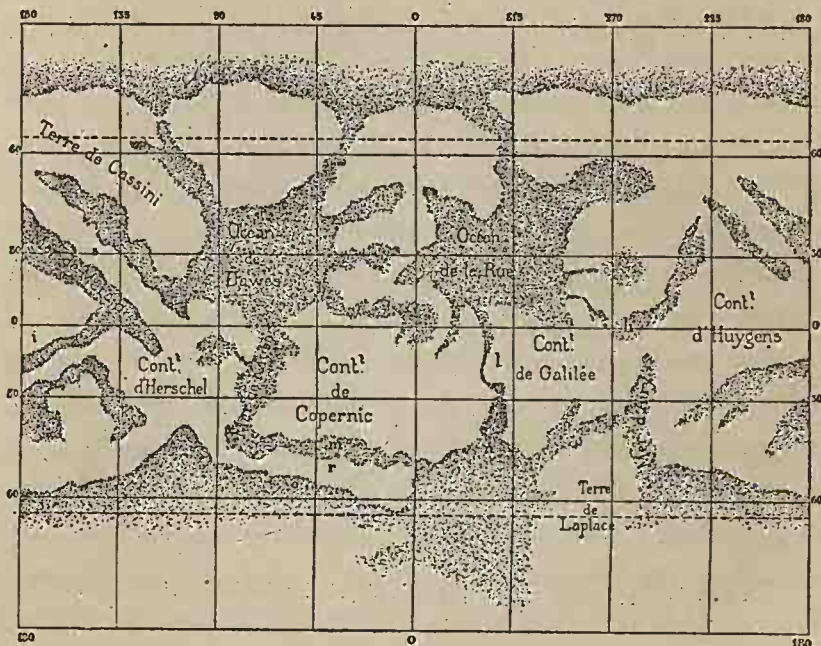 180 135 90 45 0 315 270 225 180
60 60
Terre de Cassini
Océan
de
Dawes
Océan
de la Rue
30 30
s
0 0
i
h
Cont.t
d'Huygens
Cont.t
d'Herschel
Cont.t
de
Copernic
l
Cont.t
de Galilée
30 30
m
r
60 60
Terre
de
Laplace
180 0 180